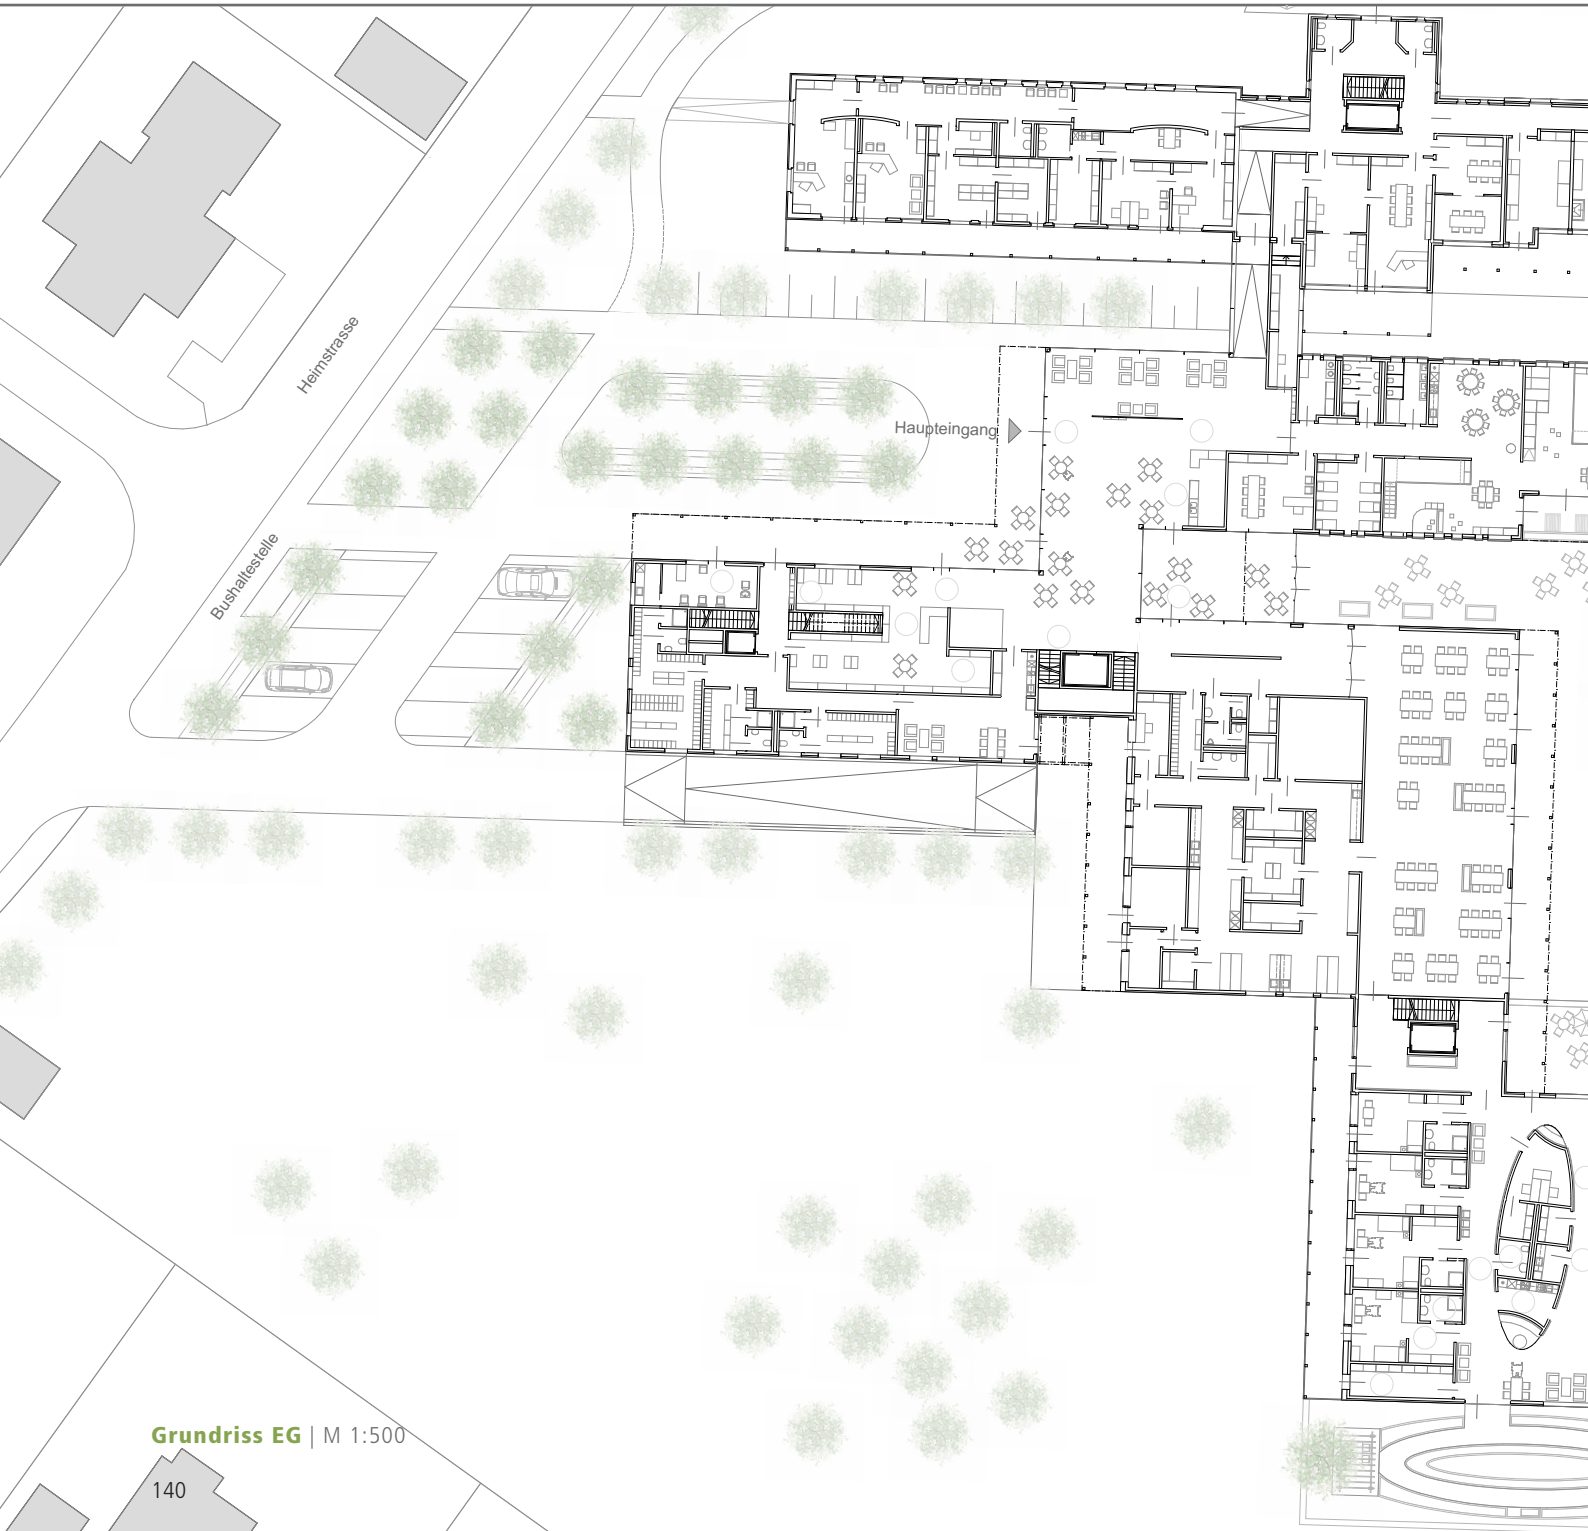 Heimstrasse
Haupteingang
Bushaltestelle
Grundriss EG | M 1:500
140